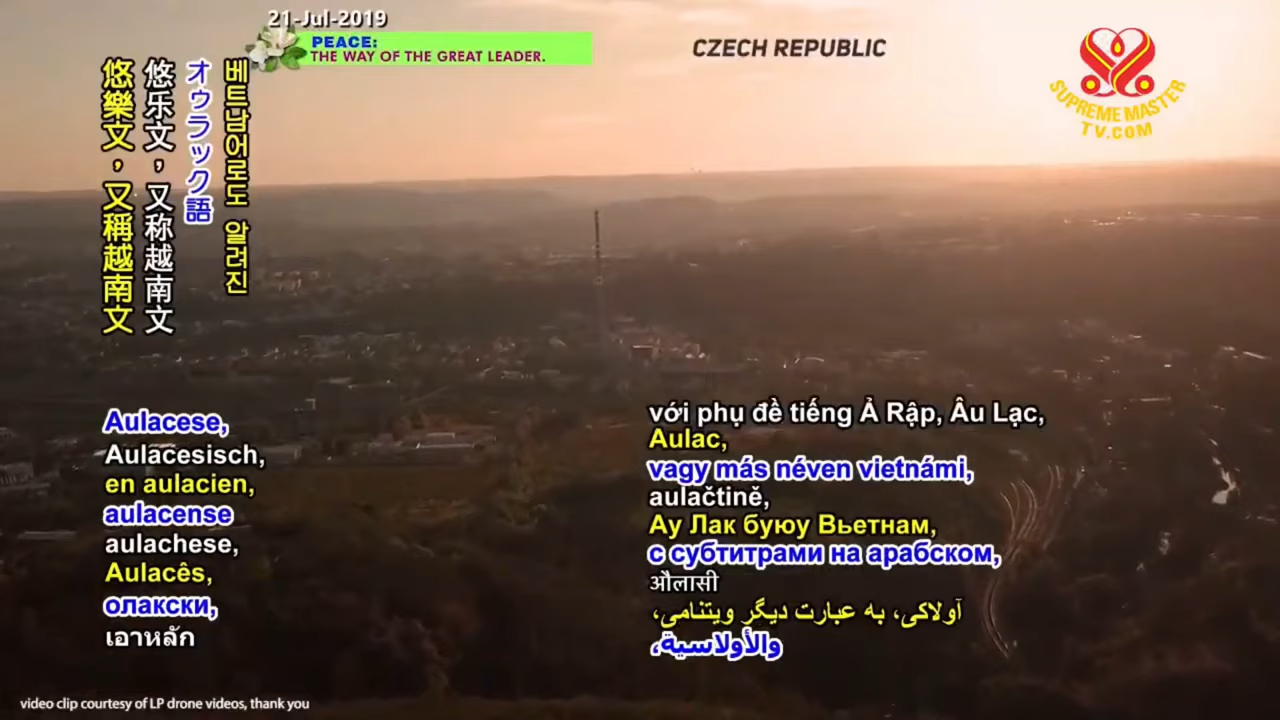 21-Jul-2019
PEACE:
THE WAY OF THE GREAT LEADER.
CZECH REPUBLIC
SUPREME MASTER
TV.COM
悠樂文，又稱越南文
悠乐文，又称越南文
オゥラック語
베트남어로도 알려진
Aulacese,
Aulacesisch,
en aulacien,
aulacense
aulachese,
Aulacês,
олакски,
เอาหลัก
với phụ đề tiếng Ả Rập, Âu Lạc,
Aulac,
vagy más néven vietnámi,
aulačtině,
Ау Лак буюу Вьетнам,
с субтитрами на арабском,
औलासी
آولاکی، به عبارت دیگر ویتنامی،
والأولاسية،
video clip courtesy of LP drone videos, thank you